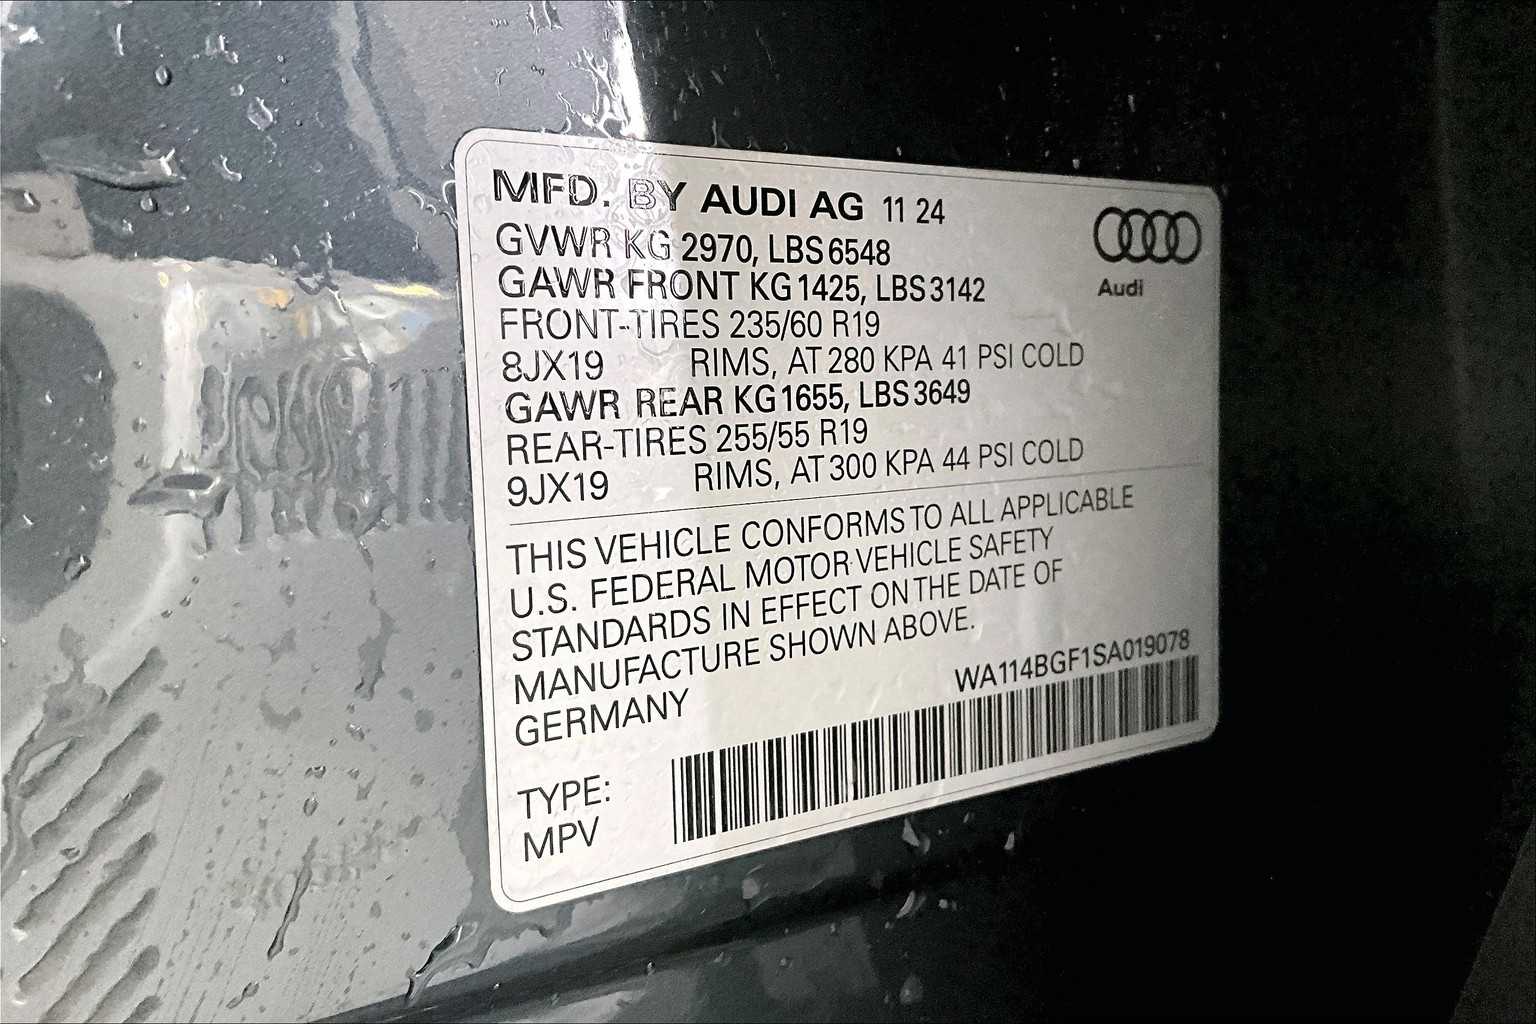 MFD. BY AUDI AG 11 24
GVWR KG 2970, LBS 6548
GAWR FRONT KG 1425, LBS 3142
FRONT-TIRES 235/60 R19
8JX19 RIMS, AT 280 KPA 41 PSI COLD
GAWR REAR KG 1655, LBS 3649
REAR-TIRES 255/55 R19
9JX19 RIMS, AT 300 KPA 44 PSI COLD
Audi
THIS VEHICLE CONFORMS TO ALL APPLICABLE
U.S. FEDERAL MOTOR VEHICLE SAFETY
STANDARDS IN EFFECT ON THE DATE OF
MANUFACTURE SHOWN ABOVE.
GERMANY
WA114BGF1SA019078
TYPE:
MPV